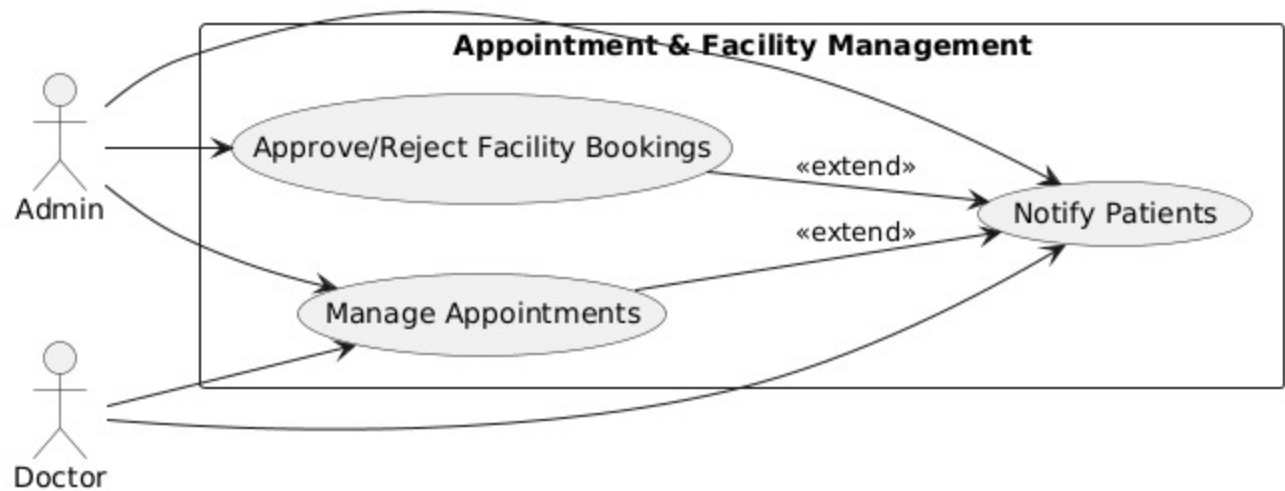 Appointment & Facility Management
Approve/Reject Facility Bookings
«extend»
Admin
Notify Patients
«extend»
Manage Appointments
Doctor